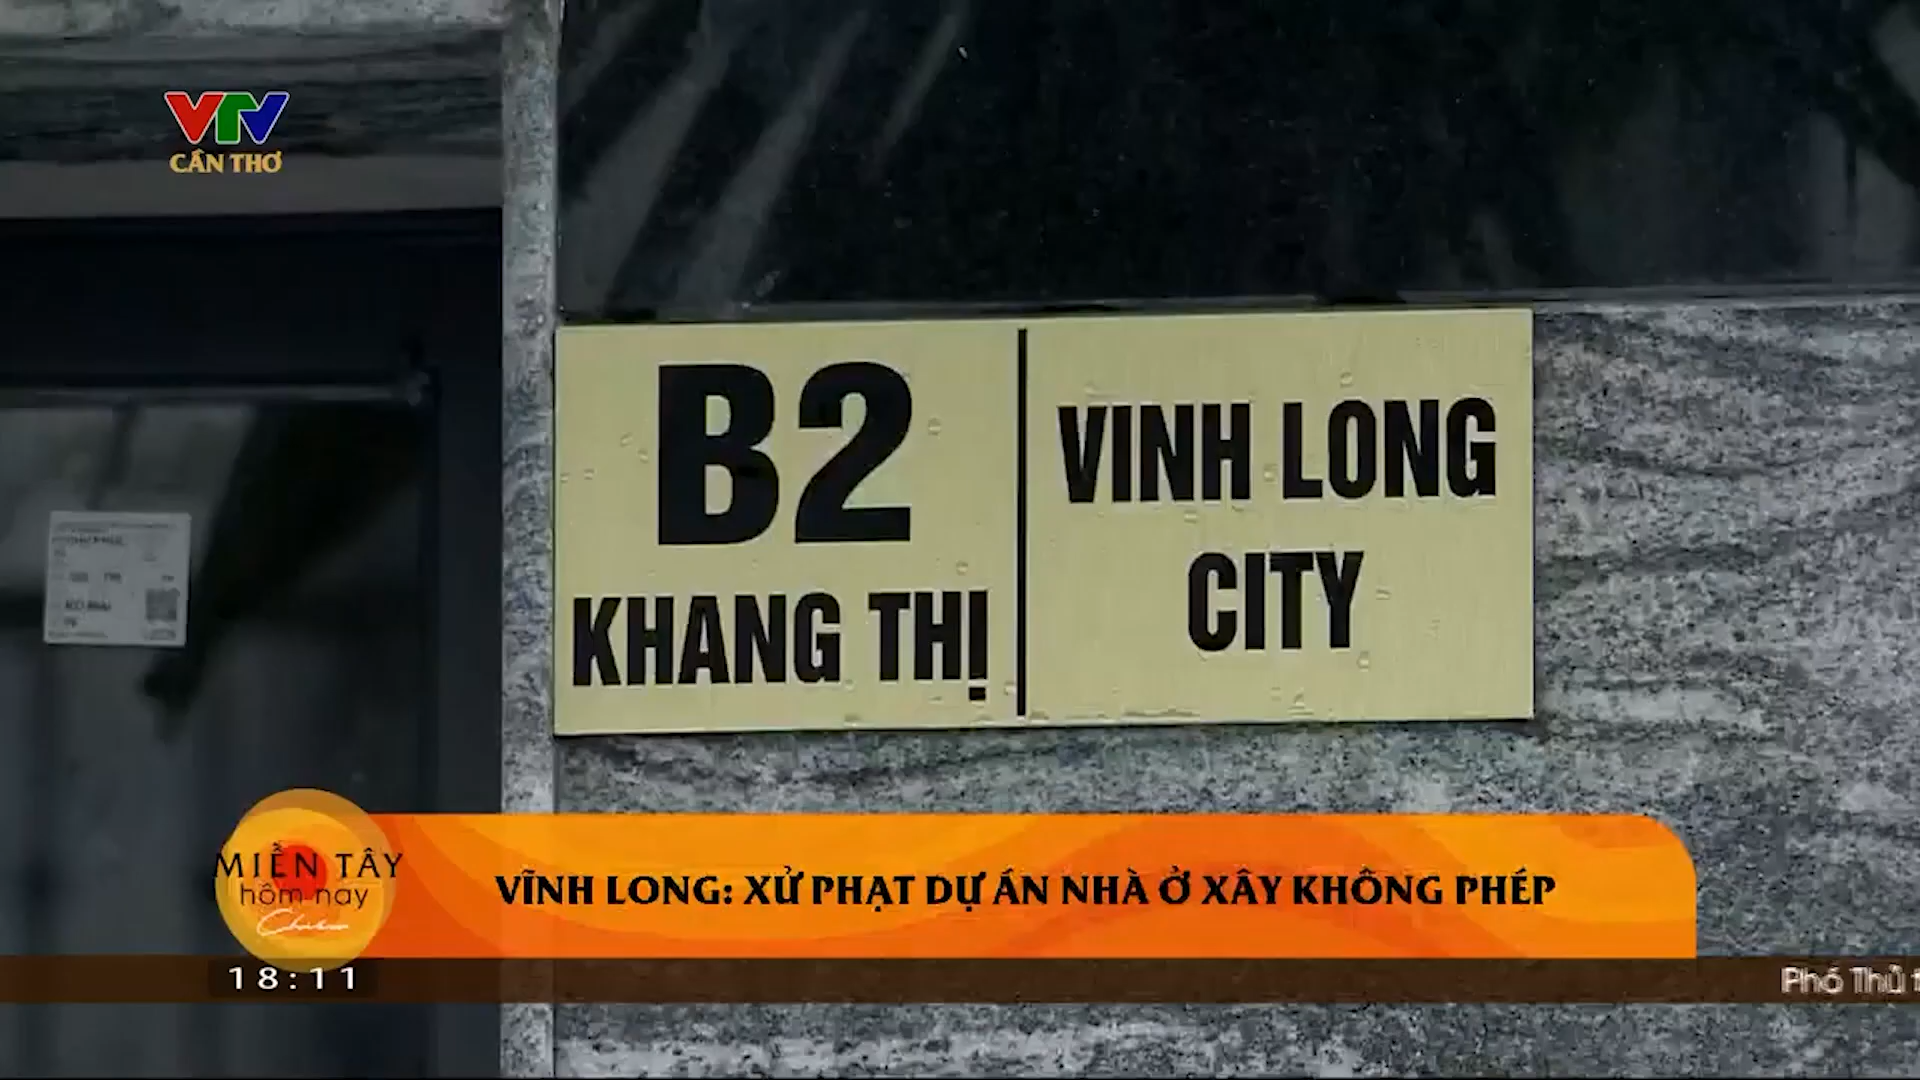 VTV
CẦN THƠ
B2
KHANG THỊ
VINH LONG
CITY
MIỀN TÂY
hôm nay
Chiều
VĨNH LONG: XỬ PHẠT DỰ ÁN NHÀ Ở XÂY KHÔNG PHÉP
18:11
Phó Thủ